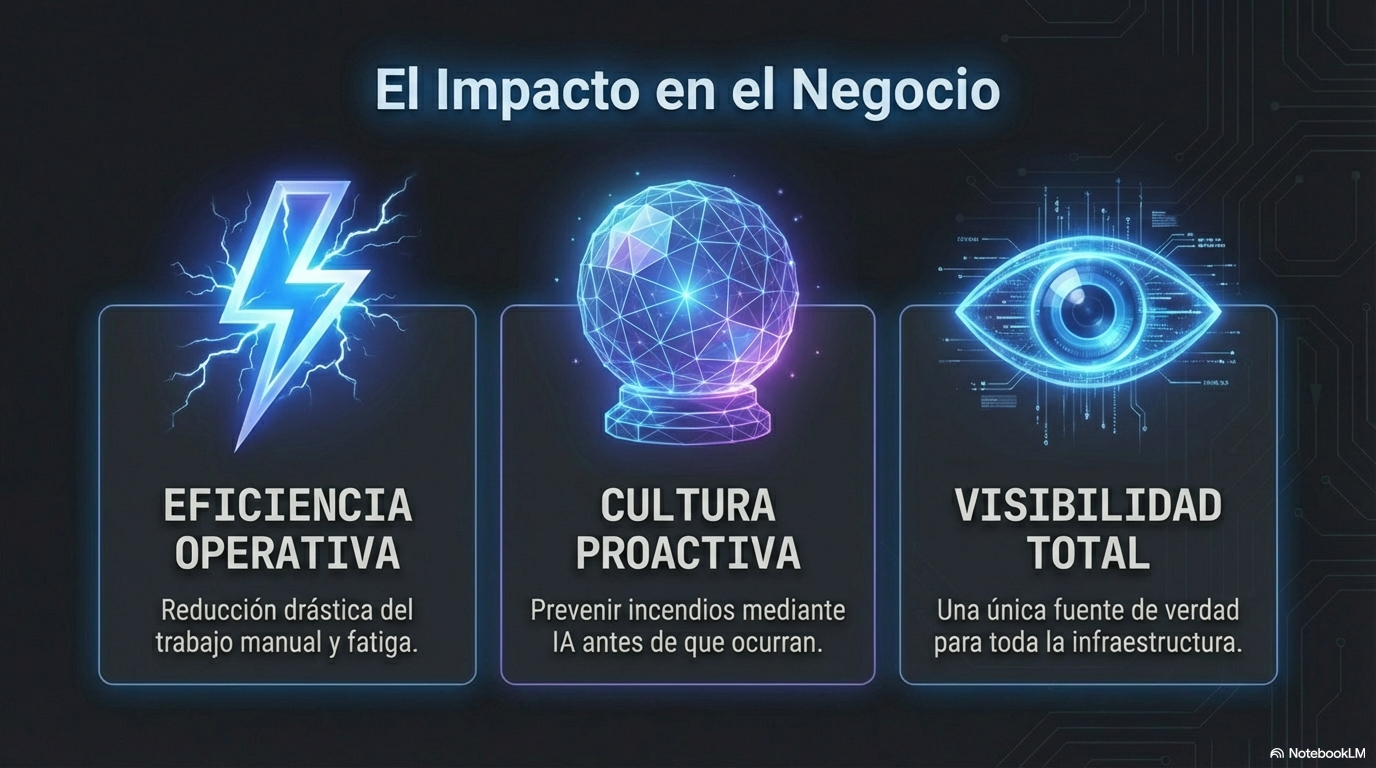 El Impacto en el Negocio
EFICIENCIA
OPERATIVA
Reducción drástica del
trabajo manual y fatiga.
CULTURA
PROACTIVA
Prevenir incendios mediante
IA antes de que ocurran.
VISIBILIDAD
TOTAL
Una única fuente de verdad
para toda la infraestructura.
NotebookLM